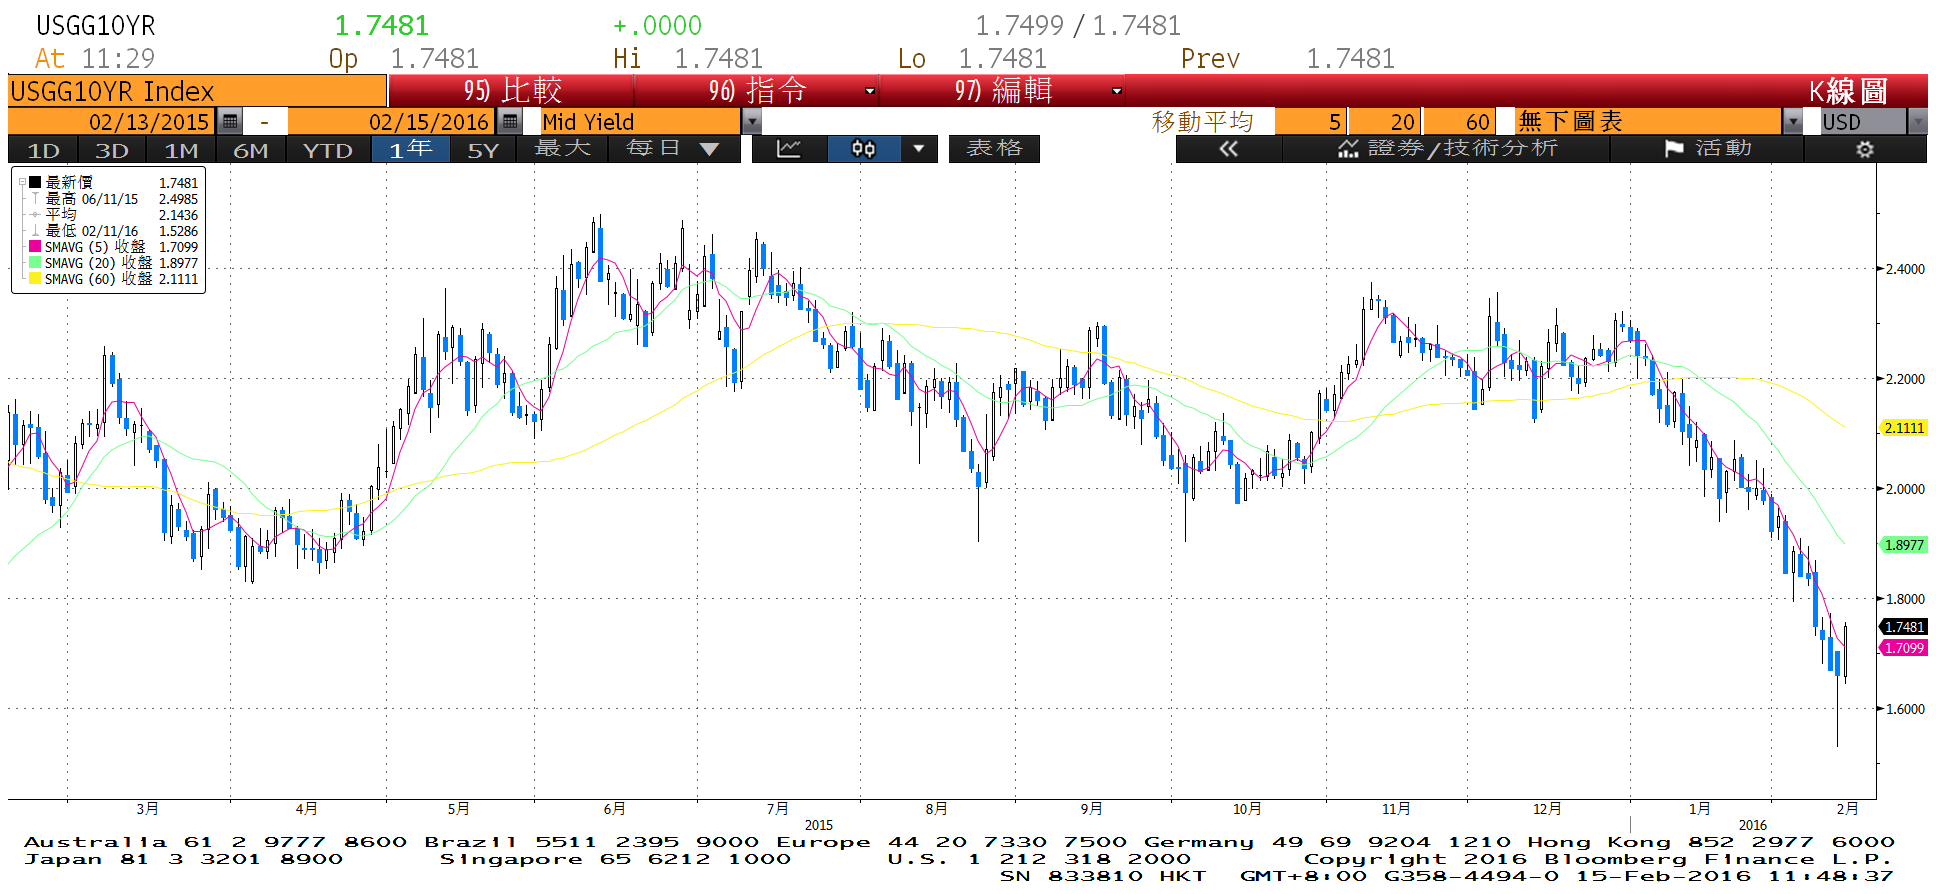 USGG10YR 1.7481 +.0000 1.7499 / 1.7481
At 11:29 Op 1.7481 Hi 1.7481 Lo 1.7481 Prev 1.7481
USGG10YR Index 95) 比較 96) 指令 97) 編輯 K線圖
02/13/2015 - 02/15/2016 Mid Yield 移動平均 5 20 60 無下圖表 USD
1D 3D 1M 6M YTD 1年 5Y 最大 每日 表格 證券/技術分析 活動
最新價 1.7481
最高 06/11/15 2.4985
平均 2.1436
最低 02/11/16 1.5286
SMAVG (5) 收盤 1.7099
SMAVG (20) 收盤 1.8977
SMAVG (60) 收盤 2.1111
2.4000
2.2000
2.1111
2.0000
1.8977
1.8000
1.7481
1.7099
1.6000
3月 4月 5月 6月 7月 8月 9月 10月 11月 12月 1月 2月
2015 2016
Australia 61 2 9777 8600 Brazil 5511 2395 9000 Europe 44 20 7330 7500 Germany 49 69 9204 1210 Hong Kong 852 2977 6000
Japan 81 3 3201 8900 Singapore 65 6212 1000 U.S. 1 212 318 2000 Copyright 2016 Bloomberg Finance L.P.
SN 833810 HKT GMT+8:00 G358-4494-0 15-Feb-2016 11:48:37